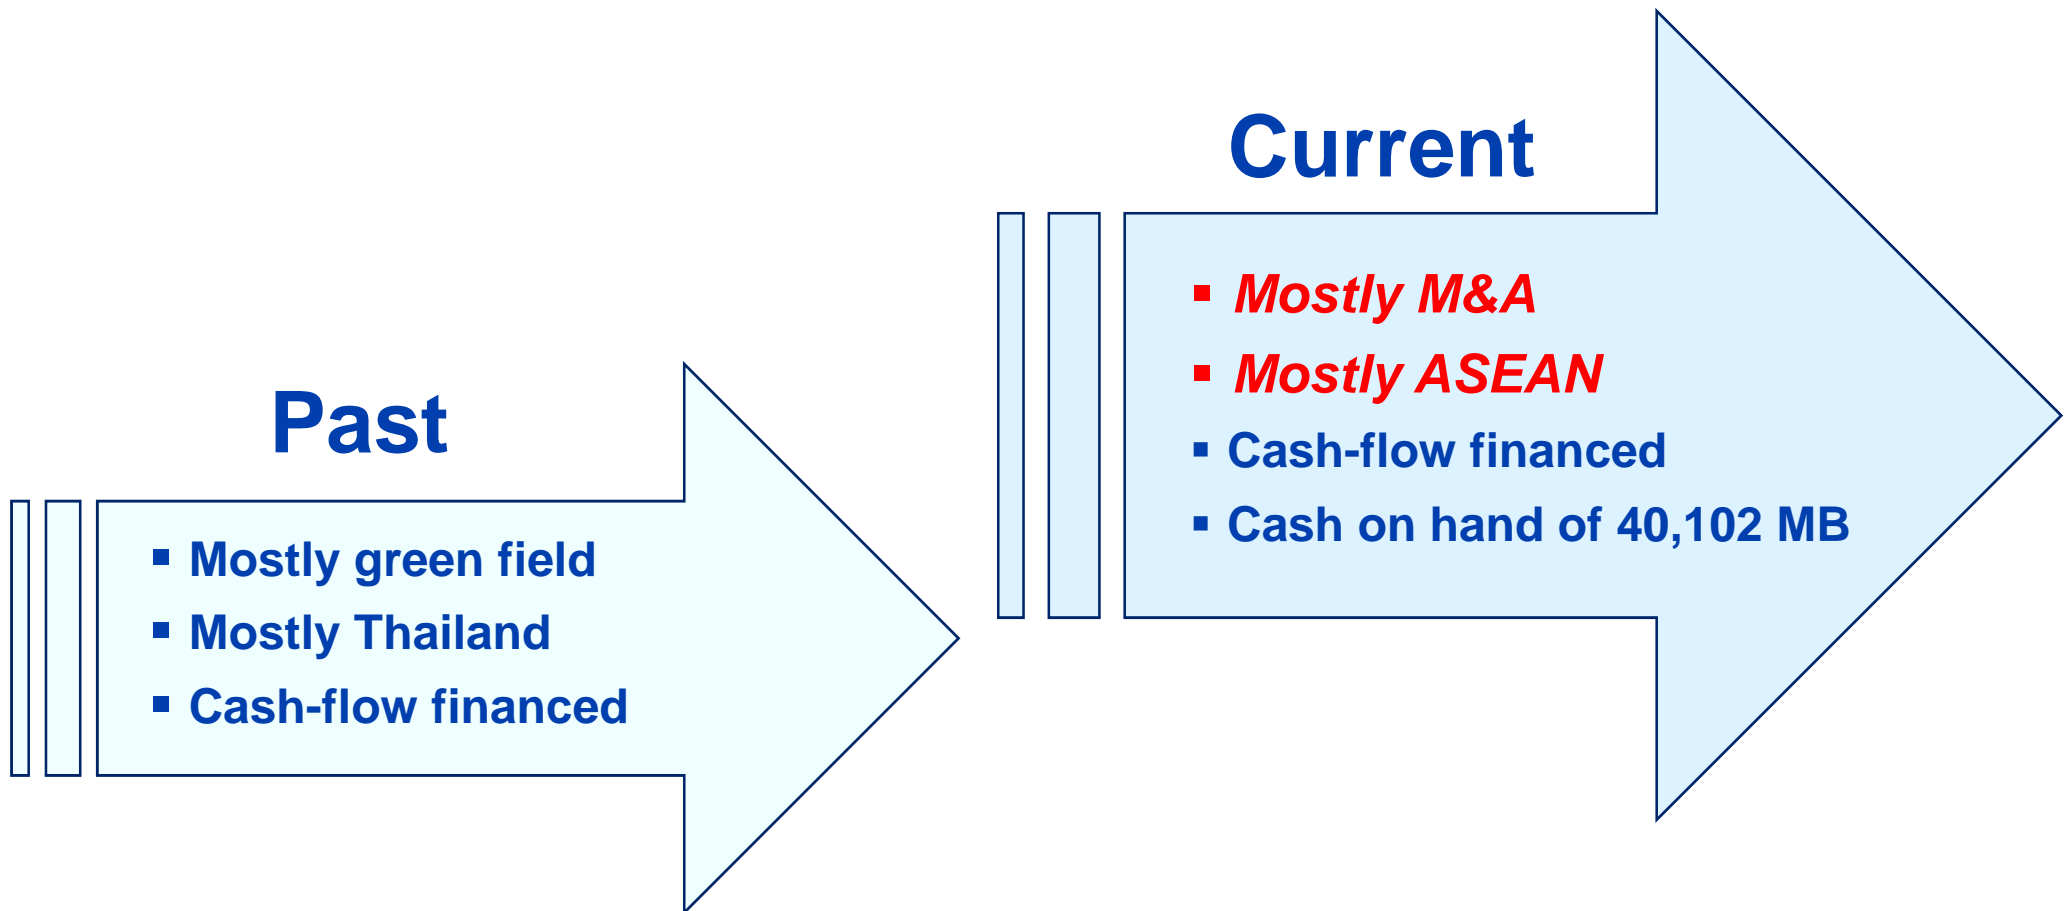 Past
▪ Mostly green field
▪ Mostly Thailand
▪ Cash-flow financed
Current
▪ Mostly M&A
▪ Mostly ASEAN
▪ Cash-flow financed
▪ Cash on hand of 40,102 MB